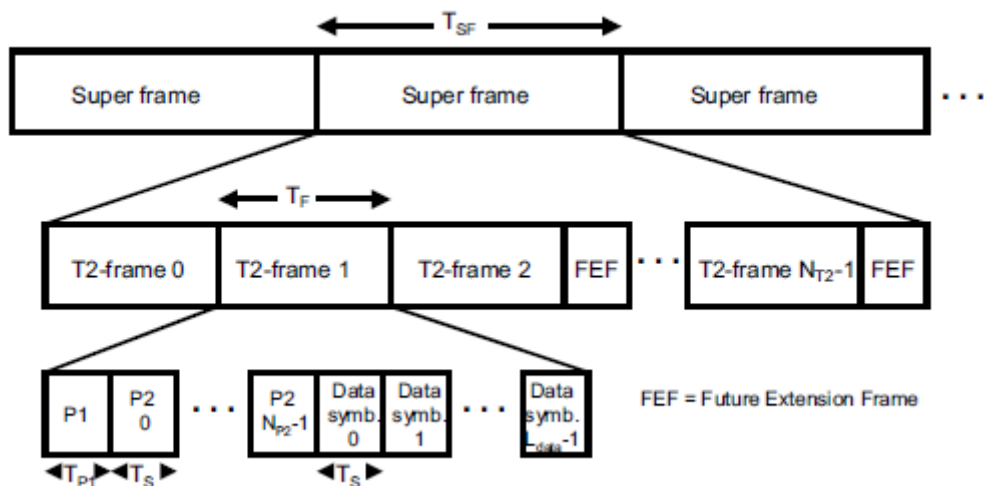 T_SF
Super frame Super frame Super frame . . .
T_F
T2-frame 0 T2-frame 1 T2-frame 2 FEF . . . T2-frame N_T2-1 FEF
P1 P2 0 . . . P2 N_P2-1 Data symb. 0 Data symb. 1 . . . Data symb. L_data-1
FEF = Future Extension Frame
T_P1 T_S T_S